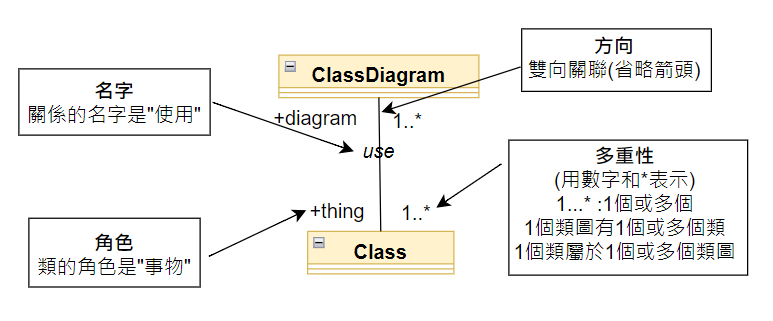 方向
雙向關聯(省略箭頭)
ClassDiagram
名字
關係的名字是"使用"
+diagram
1..*
use
多重性
(用數字和*表示)
1...* :1個或多個
1個類圖有1個或多個類
1個類屬於1個或多個類圖
+thing
1..*
角色
類的角色是"事物"
Class